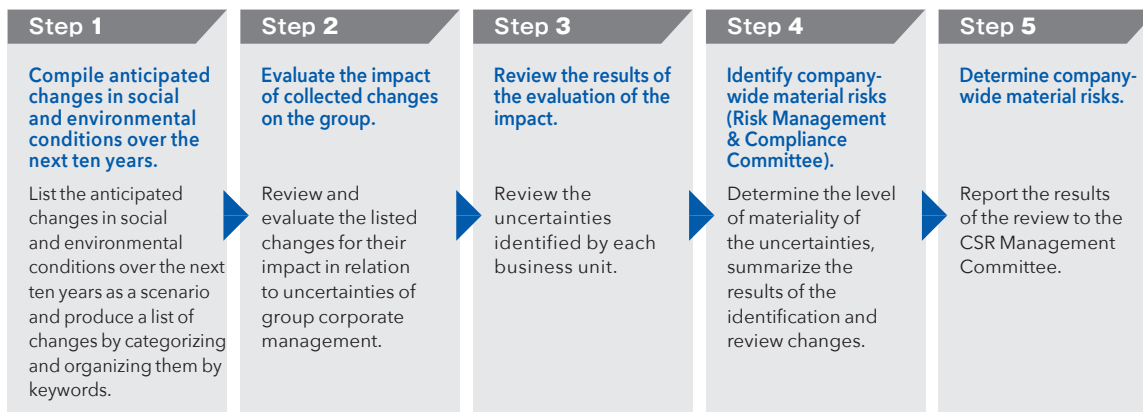 Step 1
Compile anticipated
changes in social
and environmental
conditions over the
next ten years.
List the anticipated
changes in social
and environmental
conditions over the next
ten years as a scenario
and produce a list of
changes by categorizing
and organizing them by
keywords.
Step 2
Evaluate the impact
of collected changes
on the group.
Review and
evaluate the listed
changes for their
impact in relation
to uncertainties of
group corporate
management.
Step 3
Review the results of
the evaluation of the
impact.
Review the
uncertainties
identified by each
business unit.
Step 4
Identify company-
wide material risks
(Risk Management
& Compliance
Committee).
Determine the level
of materiality of
the uncertainties,
summarize the
results of the
identification and
review changes.
Step 5
Determine company-
wide material risks.
Report the results
of the review to the
CSR Management
Committee.